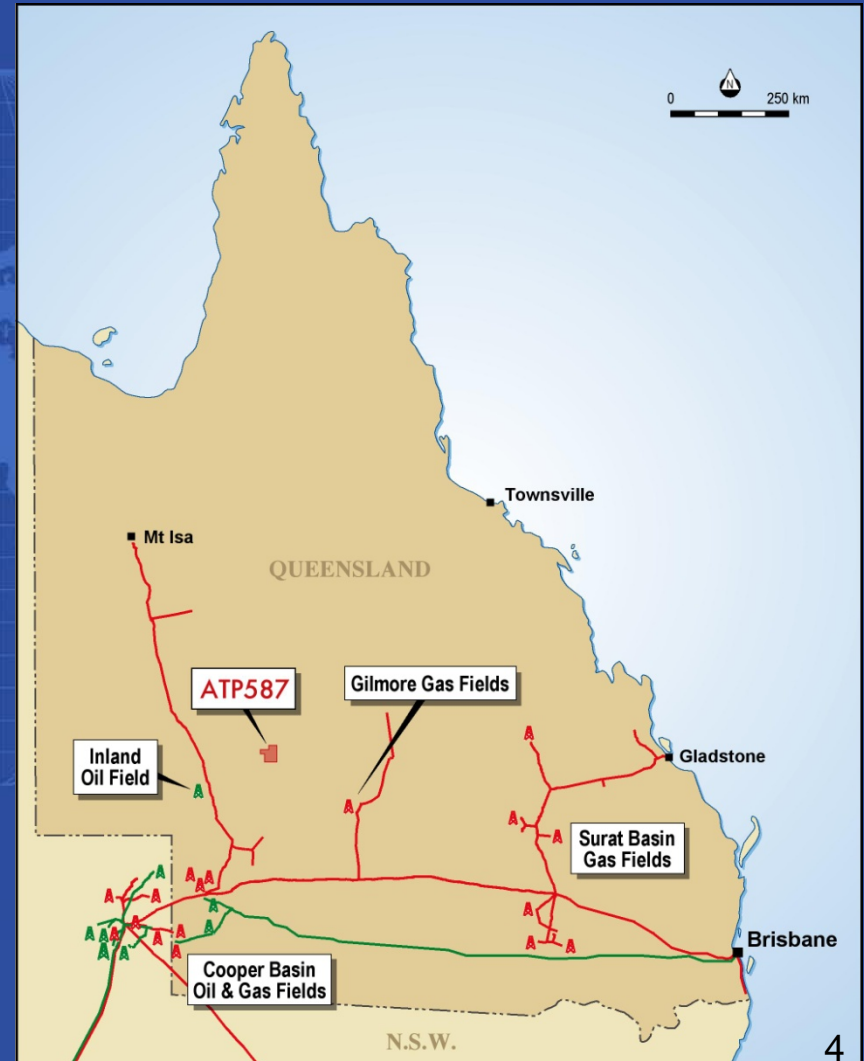 N
0 250 km
Townsville
Mt Isa
QUEENSLAND
ATP587
Gilmore Gas Fields
Inland
Oil Field
Gladstone
Surat Basin
Gas Fields
Brisbane
Cooper Basin
Oil & Gas Fields
N.S.W.
4